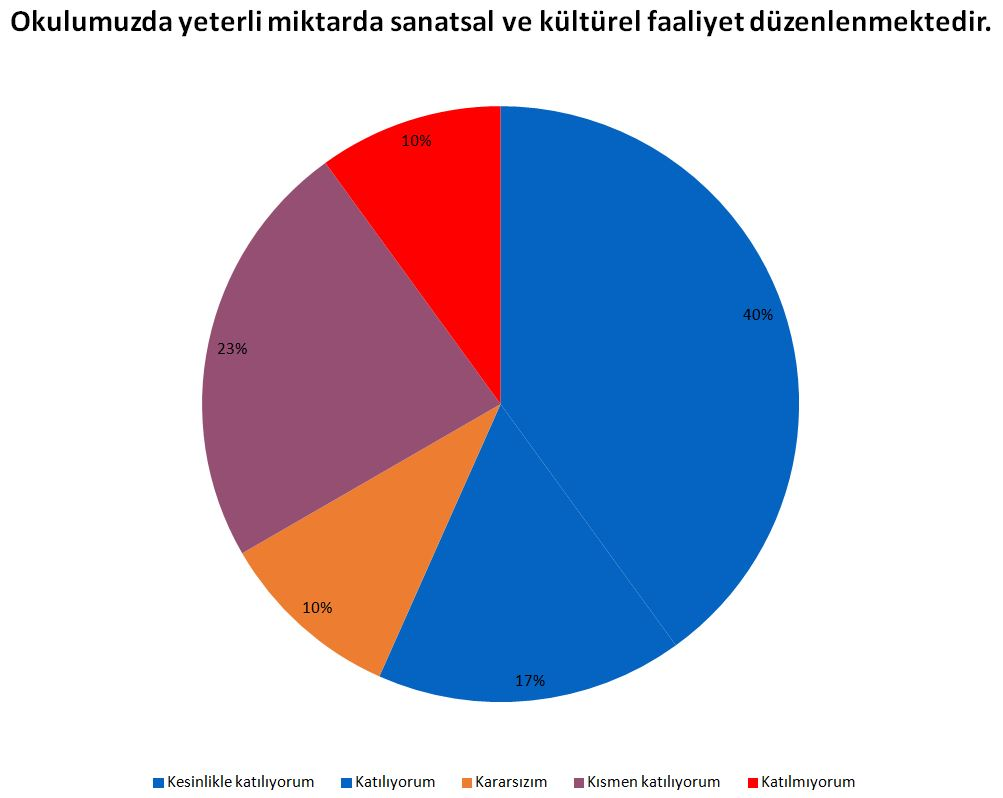 Okulumuzda yeterli miktarda sanatsal ve kültürel faaliyet düzenlenmektedir.
10%
40%
23%
10%
17%
Kesinlikle katılıyorum Katılıyorum Kararsızım Kısmen katılıyorum Katılmıyorum